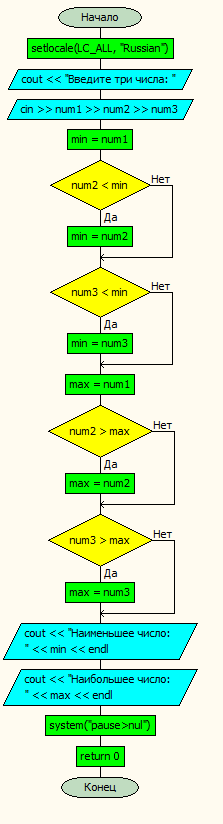 Начало
setlocale(LC_ALL, "Russian")
cout << "Введите три числа: "
cin >> num1 >> num2 >> num3
min = num1
num2 < min
Нет
Да
min = num2
num3 < min
Нет
Да
min = num3
max = num1
num2 > max
Нет
Да
max = num2
num3 > max
Нет
Да
max = num3
cout << "Наименьшее число:
" << min << endl
cout << "Наибольшее число:
" << max << endl
system("pause>nul")
return 0
Конец